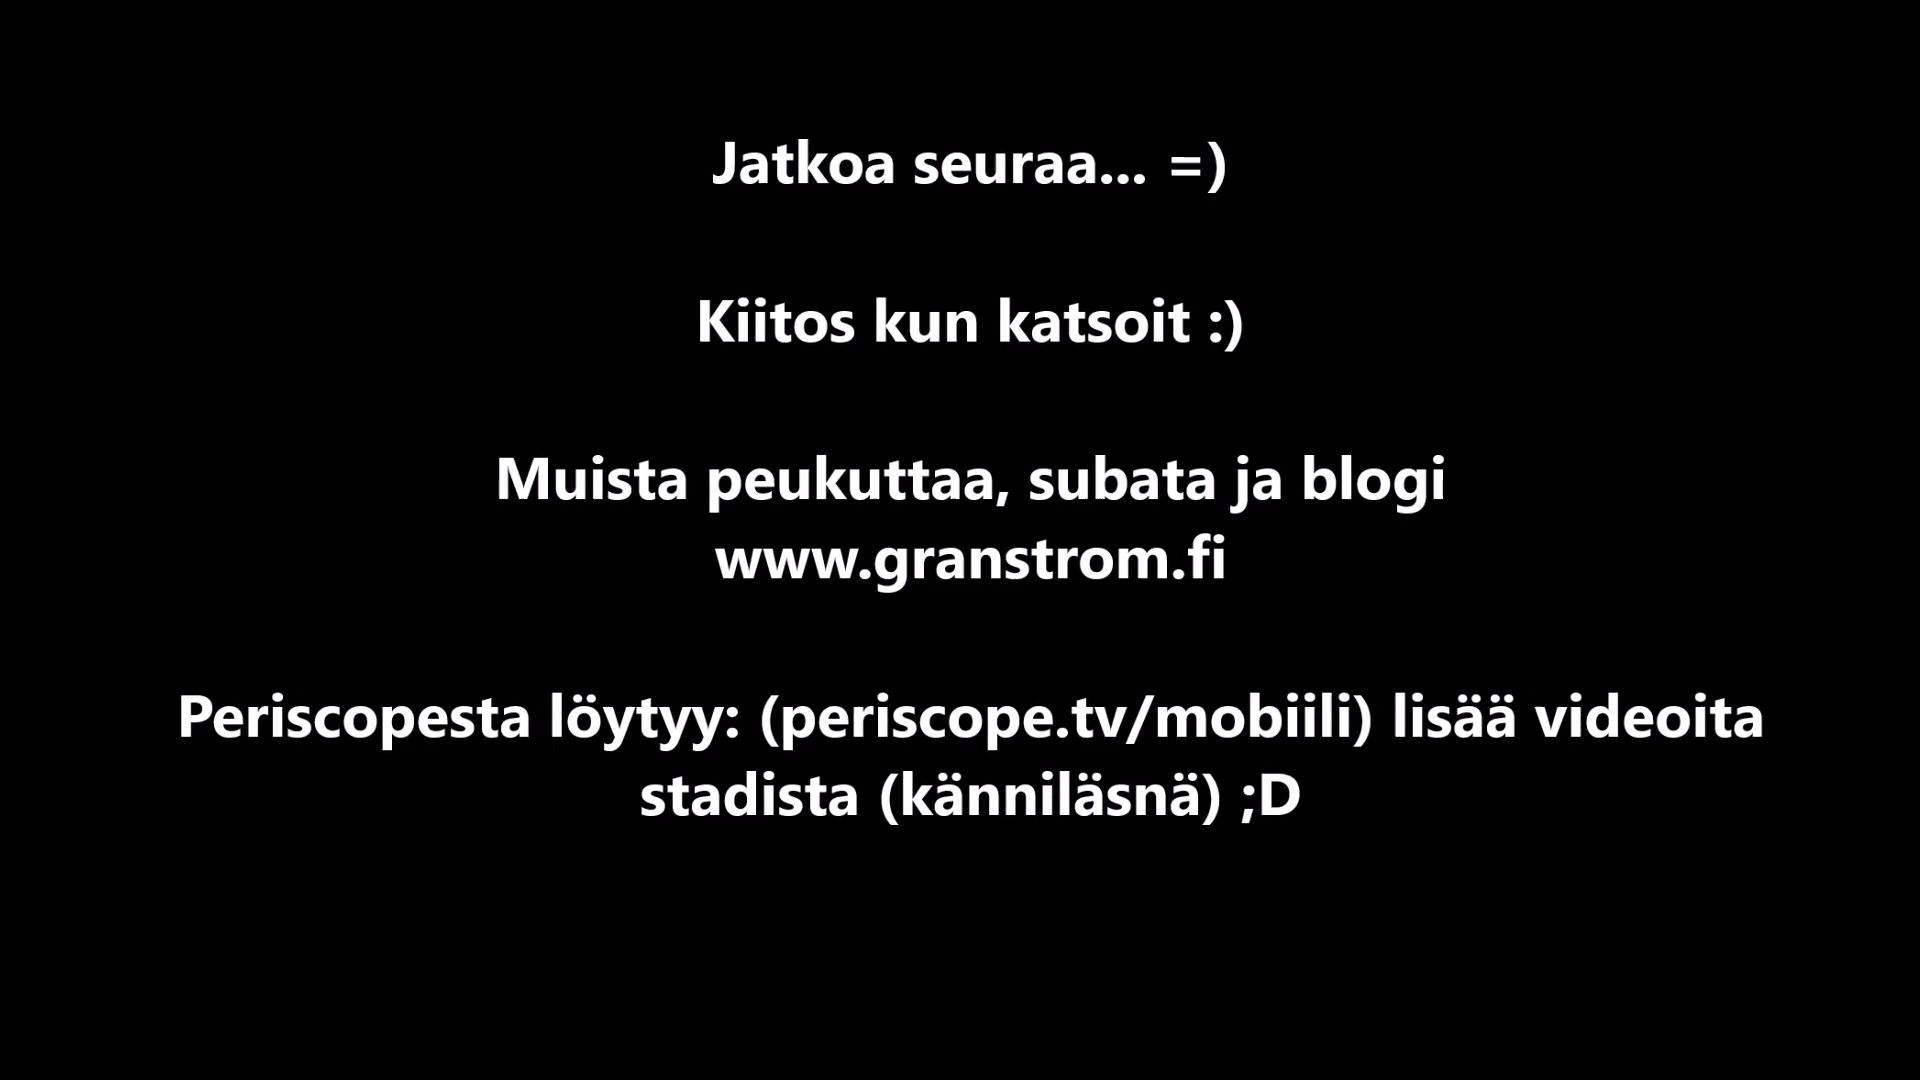 Jatkoa seuraa... =)
Kiitos kun katsoit :)
Muista peukuttaa, subata ja blogi
www.granstrom.fi
Periscopesta löytyy: (periscope.tv/mobiili) lisää videoita
stadista (känniläsnä) ;D